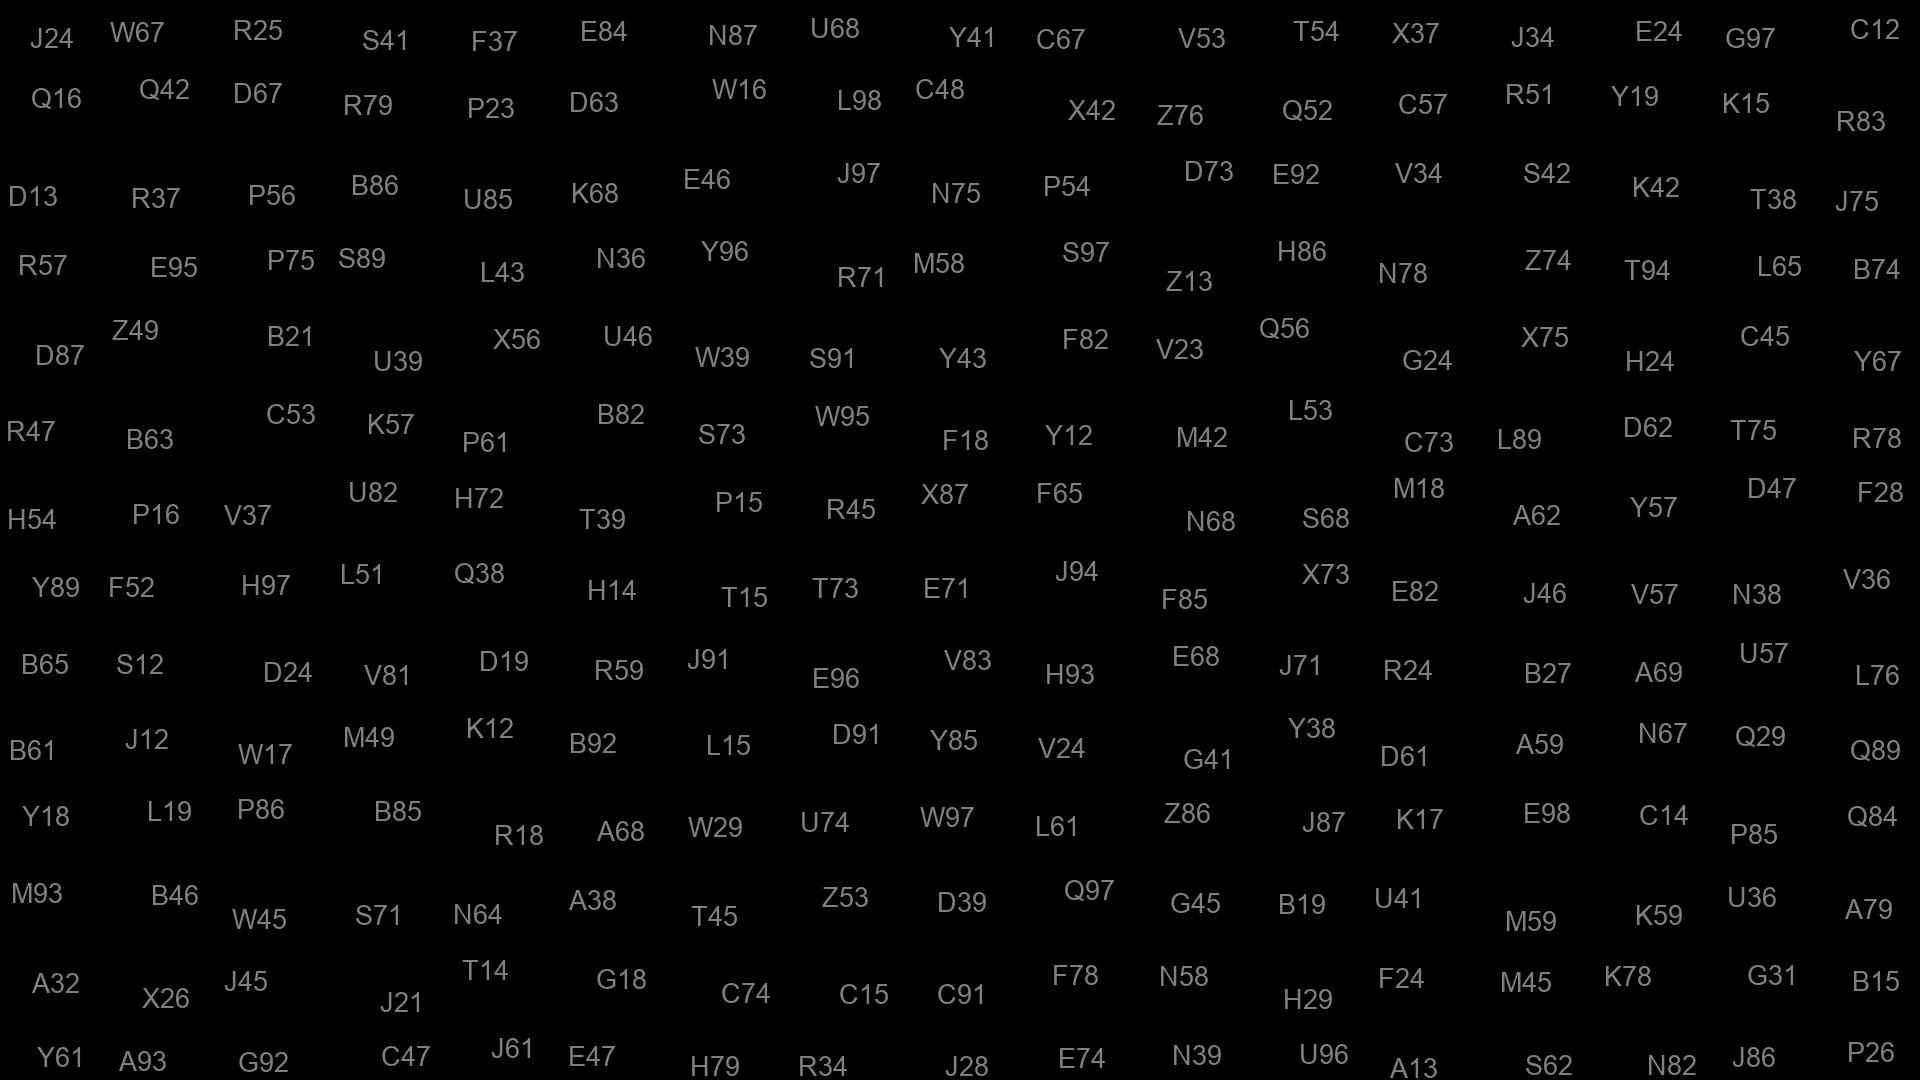 J24 W67 R25 S41 F37 E84 N87 U68 Y41 C67 V53 T54 X37 J34 E24 G97 C12
Q16 Q42 D67 R79 P23 D63 W16 L98 C48 X42 Z76 Q52 C57 R51 Y19 K15 R83
D13 R37 P56 B86 U85 K68 E46 J97 N75 P54 D73 E92 V34 S42 K42 T38 J75
R57 E95 P75 S89 L43 N36 Y96 R71 M58 S97 Z13 H86 N78 Z74 T94 L65 B74
D87 Z49 B21 U39 X56 U46 W39 S91 Y43 F82 V23 Q56 G24 X75 H24 C45 Y67
R47 B63 C53 K57 P61 B82 S73 W95 F18 Y12 M42 L53 C73 L89 D62 T75 R78
H54 P16 V37 U82 H72 T39 P15 R45 X87 F65 N68 S68 M18 A62 Y57 D47 F28
Y89 F52 H97 L51 Q38 H14 T15 T73 E71 J94 F85 X73 E82 J46 V57 N38 V36
B65 S12 D24 V81 D19 R59 J91 E96 V83 H93 E68 J71 R24 B27 A69 U57 L76
B61 J12 W17 M49 K12 B92 L15 D91 Y85 V24 G41 Y38 D61 A59 N67 Q29 Q89
Y18 L19 P86 B85 R18 A68 W29 U74 W97 L61 Z86 J87 K17 E98 C14 P85 Q84
M93 B46 W45 S71 N64 A38 T45 Z53 D39 Q97 G45 B19 U41 M59 K59 U36 A79
A32 X26 J45 J21 T14 G18 C74 C15 C91 F78 N58 H29 F24 M45 K78 G31 B15
Y61 A93 G92 C47 J61 E47 H79 R34 J28 E74 N39 U96 A13 S62 N82 J86 P26